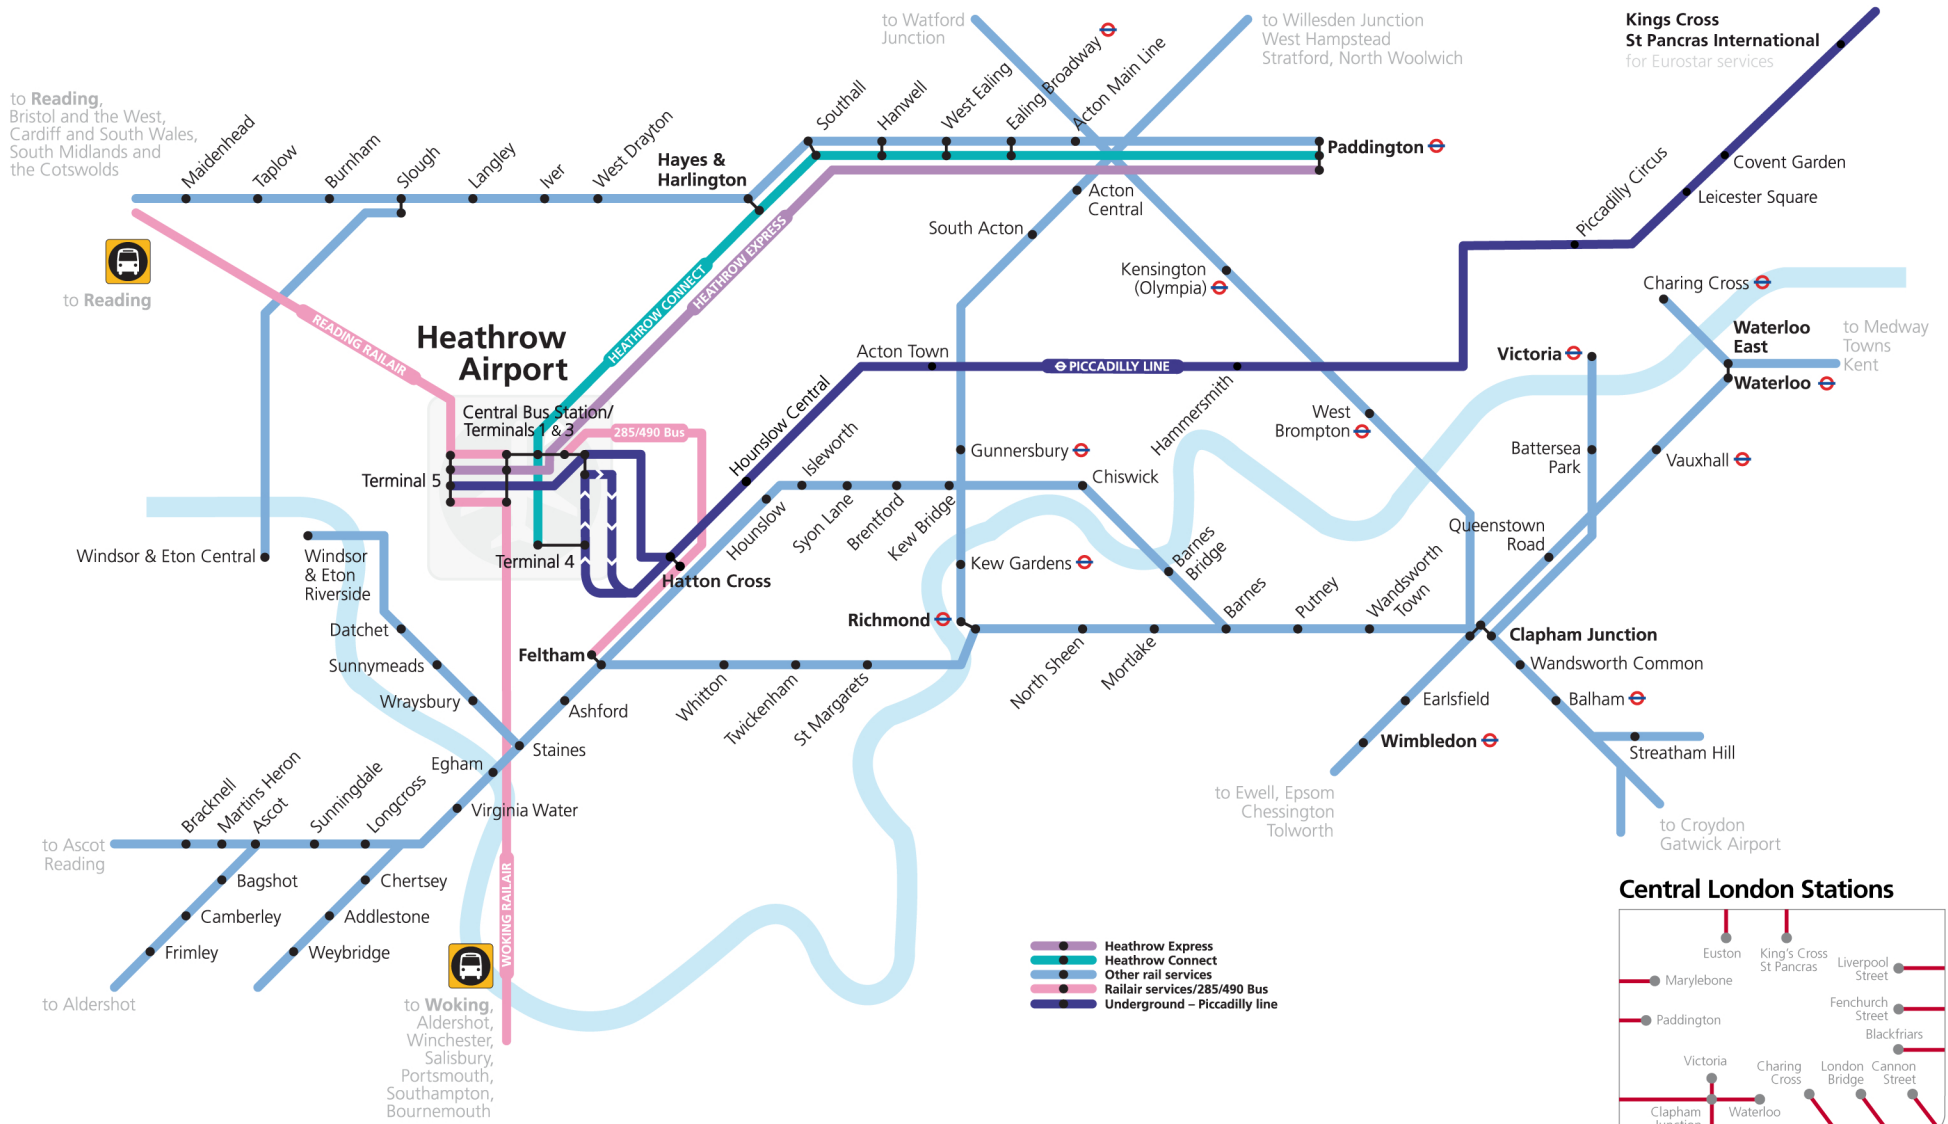 to Watford
Junction
to Willesden Junction
West Hampstead
Stratford, North Woolwich
Kings Cross
St Pancras International
for Eurostar services
to Reading,
Bristol and the West,
Cardiff and South Wales,
South Midlands and
the Cotswolds
Maidenhead
Taplow
Burnham
Slough
Langley
Iver
West Drayton
Hayes &
Harlington
Southall
Hanwell
West Ealing
Ealing Broadway
Acton Main Line
Paddington
Acton
Central
South Acton
Kensington
(Olympia)
Piccadilly Circus
Covent Garden
Leicester Square
Charing Cross
Waterloo
East
Waterloo
to Medway
Towns
Kent
Victoria
to Reading
READING RAILAIR
HEATHROW CONNECT
HEATHROW EXPRESS
Heathrow
Airport
Central Bus Station/
Terminals 1 & 3
285/490 Bus
Terminal 5
Terminal 4
Acton Town
PICCADILLY LINE
Hounslow Central
Hammersmith
West
Brompton
Battersea
Park
Vauxhall
Gunnersbury
Chiswick
Isleworth
Hounslow
Syon Lane
Brentford
Kew Bridge
Kew Gardens
Barnes
Bridge
Queenstown
Road
Windsor & Eton Central
Windsor
& Eton
Riverside
Hatton Cross
Richmond
Barnes
Putney
Wandsworth
Town
Clapham Junction
Datchet
Sunnymeads
Wraysbury
Feltham
Ashford
Whitton
Twickenham
St Margarets
North Sheen
Mortlake
Wandsworth Common
Earlsfield
Balham
Wimbledon
Streatham Hill
Staines
Egham
Virginia Water
Bracknell
Martins Heron
Ascot
Sunningdale
Longcross
to Ascot
Reading
Bagshot
Camberley
Frimley
to Aldershot
Chertsey
Addlestone
Weybridge
WOKING RAILAIR
to Woking,
Aldershot,
Winchester,
Salisbury,
Portsmouth,
Southampton,
Bournemouth
to Ewell, Epsom
Chessington
Tolworth
to Croydon
Gatwick Airport
Heathrow Express
Heathrow Connect
Other rail services
Railair services/285/490 Bus
Underground – Piccadilly line
Central London Stations
Euston
King's Cross
St Pancras
Liverpool
Street
Marylebone
Fenchurch
Street
Paddington
Blackfriars
Victoria
Charing
Cross
London
Bridge
Cannon
Street
Clapham
Junction
Waterloo